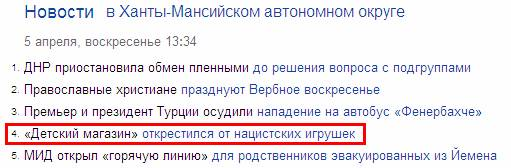 Новости в Ханты-Мансийском автономном округе
5 апреля, воскресенье 13:34
1. ДНР приостановила обмен пленными до решения вопроса с подгруппами
2. Православные христиане празднуют Вербное воскресенье
3. Премьер и президент Турции осудили нападение на автобус «Фенербахче»
4. «Детский магазин» открестился от нацистских игрушек
5. МИД открыл «горячую линию» для родственников эвакуированных из Йемена